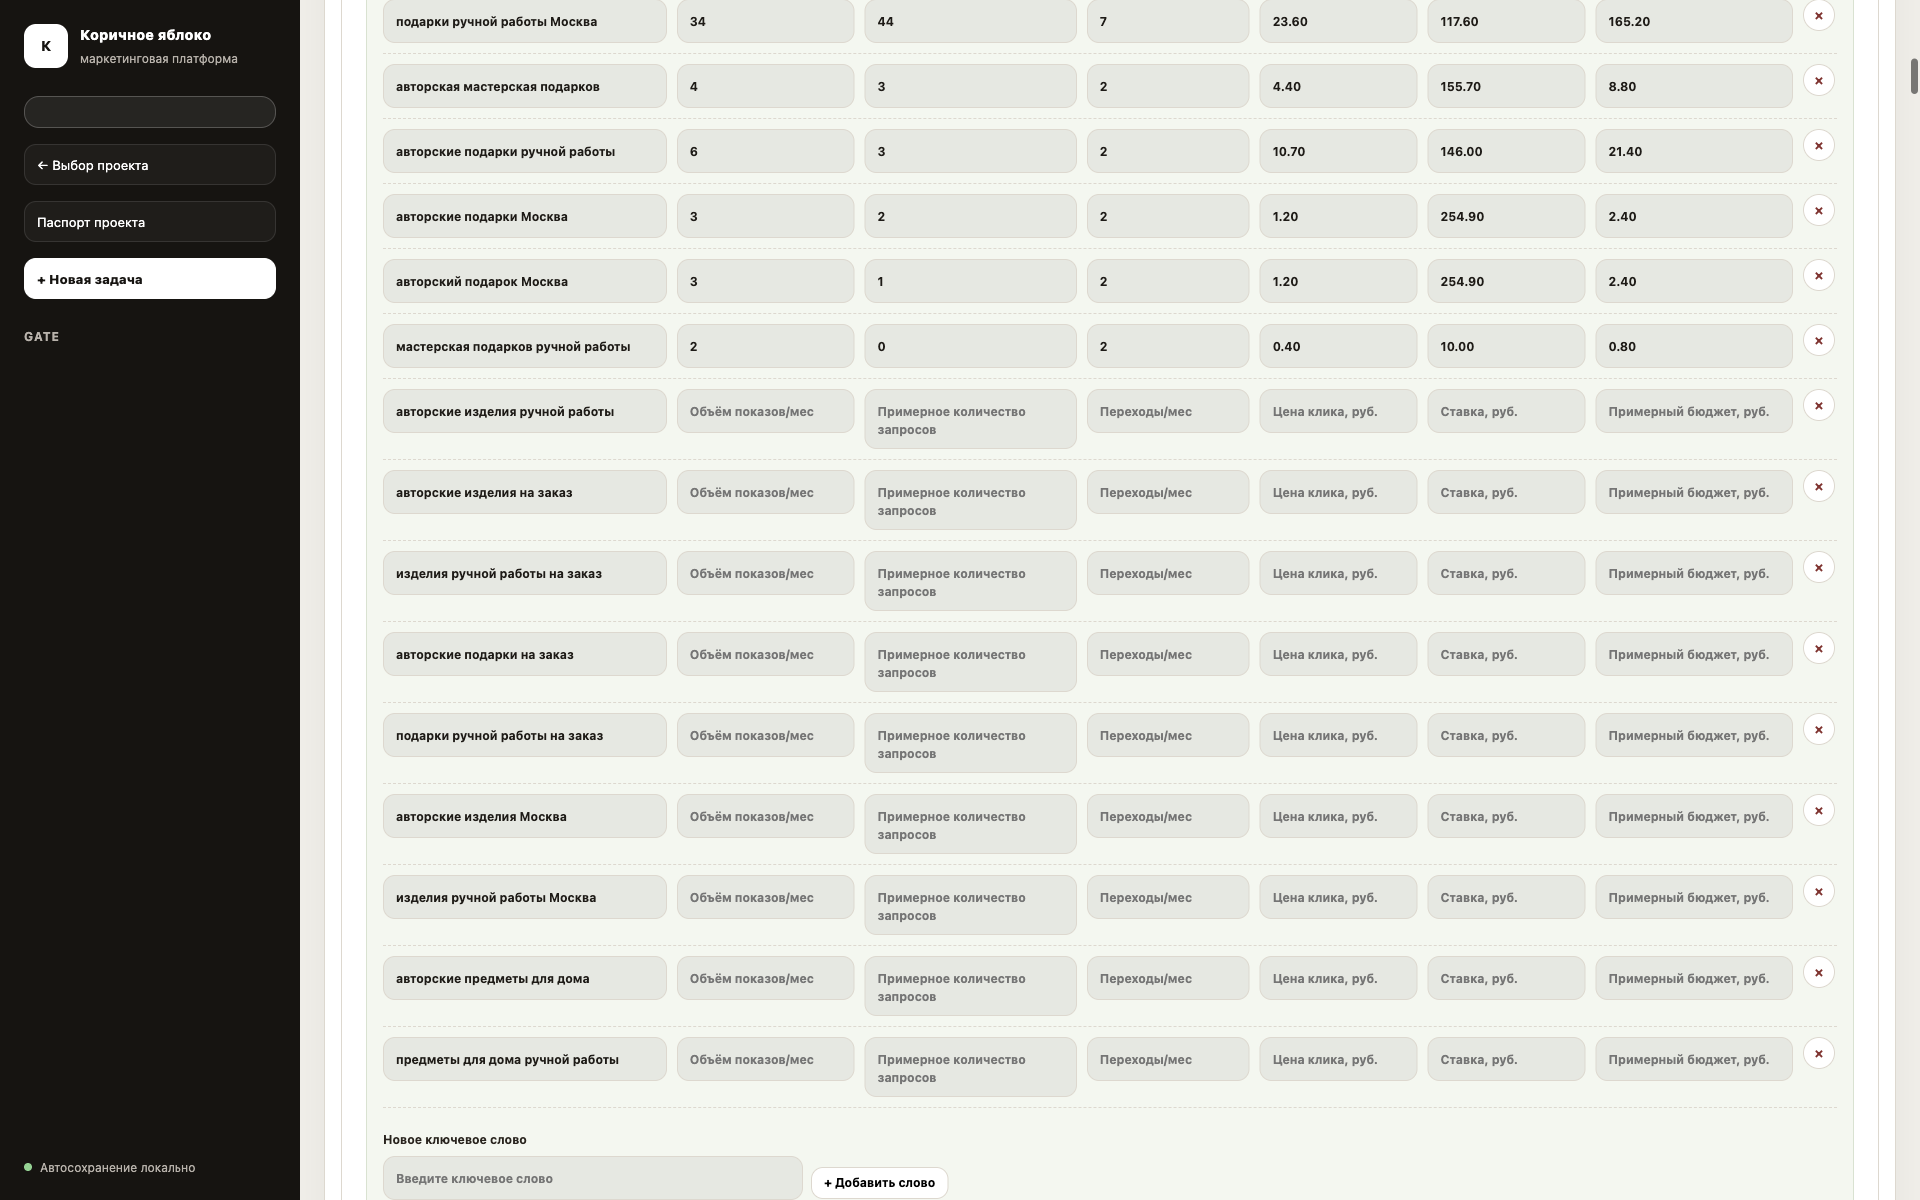 К
Коричное яблоко
маркетинговая платформа
← Выбор проекта
Паспорт проекта
+ Новая задача
GATE
Автосохранение локально
подарки ручной работы Москва 34 44 7 23.60 117.60 165.20 ×
авторская мастерская подарков 4 3 2 4.40 155.70 8.80 ×
авторские подарки ручной работы 6 3 2 10.70 146.00 21.40 ×
авторские подарки Москва 3 2 2 1.20 254.90 2.40 ×
авторский подарок Москва 3 1 2 1.20 254.90 2.40 ×
мастерская подарков ручной работы 2 0 2 0.40 10.00 0.80 ×
авторские изделия ручной работы Объём показов/мес Примерное количество Переходы/мес Цена клика, руб. Ставка, руб. Примерный бюджет, руб. ×
запросов
авторские изделия на заказ Объём показов/мес Примерное количество Переходы/мес Цена клика, руб. Ставка, руб. Примерный бюджет, руб. ×
запросов
изделия ручной работы на заказ Объём показов/мес Примерное количество Переходы/мес Цена клика, руб. Ставка, руб. Примерный бюджет, руб. ×
запросов
авторские подарки на заказ Объём показов/мес Примерное количество Переходы/мес Цена клика, руб. Ставка, руб. Примерный бюджет, руб. ×
запросов
подарки ручной работы на заказ Объём показов/мес Примерное количество Переходы/мес Цена клика, руб. Ставка, руб. Примерный бюджет, руб. ×
запросов
авторские изделия Москва Объём показов/мес Примерное количество Переходы/мес Цена клика, руб. Ставка, руб. Примерный бюджет, руб. ×
запросов
изделия ручной работы Москва Объём показов/мес Примерное количество Переходы/мес Цена клика, руб. Ставка, руб. Примерный бюджет, руб. ×
запросов
авторские предметы для дома Объём показов/мес Примерное количество Переходы/мес Цена клика, руб. Ставка, руб. Примерный бюджет, руб. ×
запросов
предметы для дома ручной работы Объём показов/мес Примерное количество Переходы/мес Цена клика, руб. Ставка, руб. Примерный бюджет, руб. ×
запросов
Новое ключевое слово
Введите ключевое слово + Добавить слово